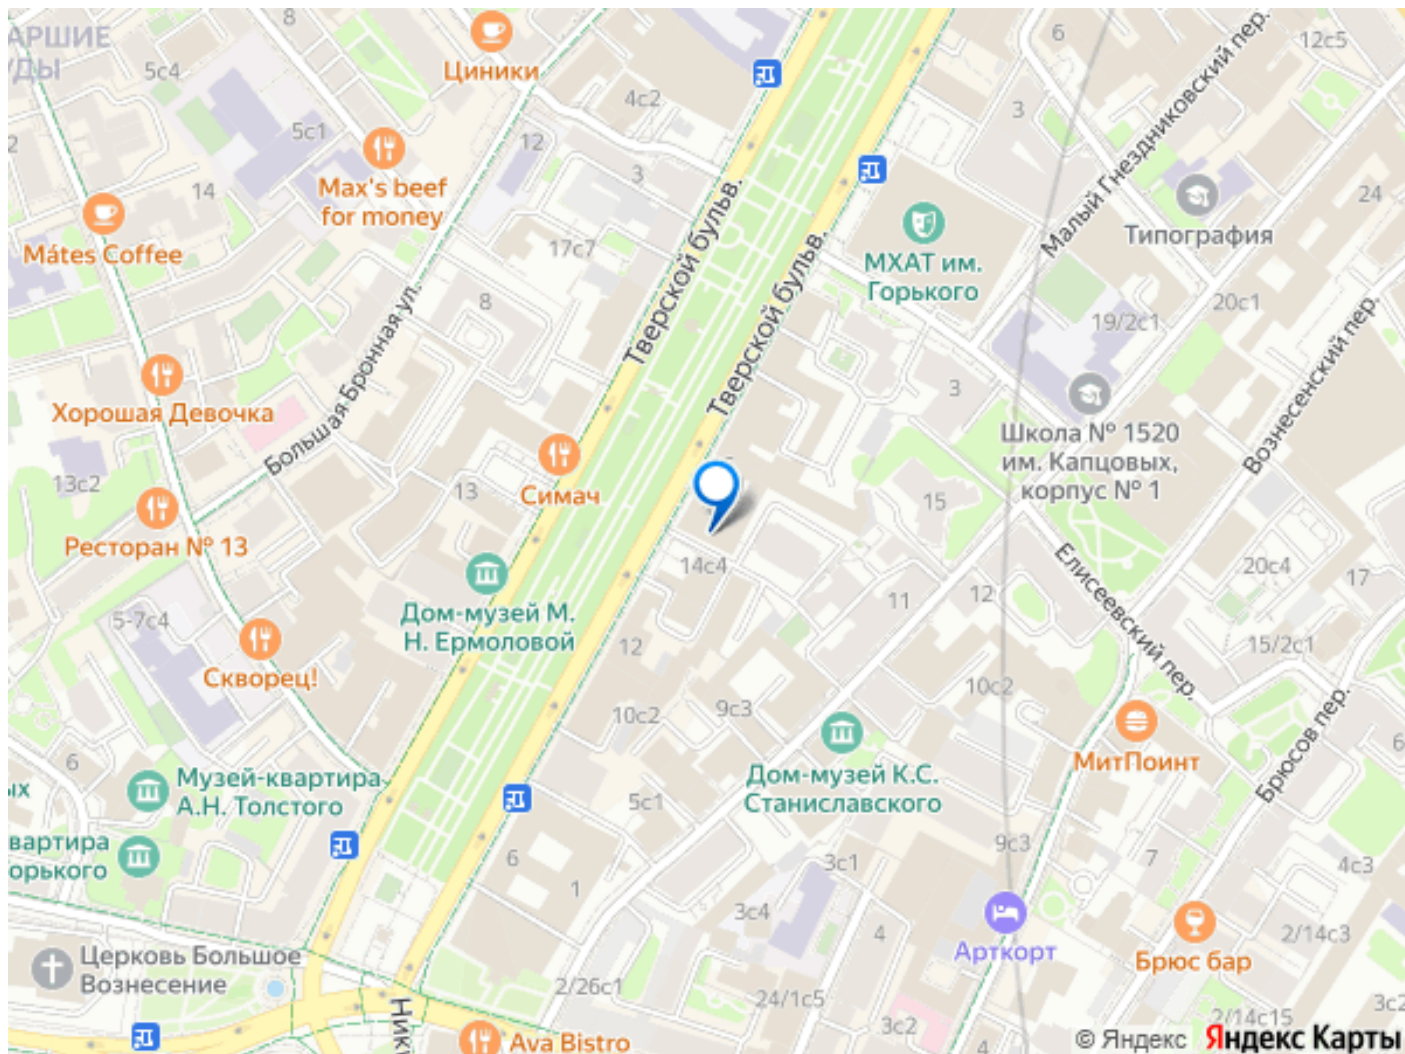 АРШИЕ
УДЫ
8
5с4
Циники
6
12с5
Малый Гнездниковский пер.
4с2
3
5с1
12
2
Max's beef
for money
14
3
24
Типография
Mátes Coffee
17с7
Тверской бульв.
МХАТ им.
Горького
Тверской бульв.
8
20с1
19/2с1
Вознесенский пер.
Большая Бронная ул.
3
Хорошая Девочка
Школа № 1520
им. Капцовых,
корпус № 1
13с2
13
Симач
15
Ресторан № 13
14с4
20с4
17
Елисеевский пер.
11
12
5-7с4
Дом-музей М.
Н. Ермоловой
12
15/2с1
Скворец!
10с2
10с2
9с3
Брюсов пер.
6
МитПоинт
6
ых
Музей-квартира
А.Н. Толстого
Дом-музей К.С.
Станиславского
5с1
вартира
орького
6
1
3с1
9с3
7
4с3
3с4
4
Арткорт
Брюс бар
2/14с3
Церковь Большое
Вознесение
2/26с1
24/1с5
Ник
3с2
2/14с15
3с2
Ava Bistro
© Яндекс Яндекс Карты